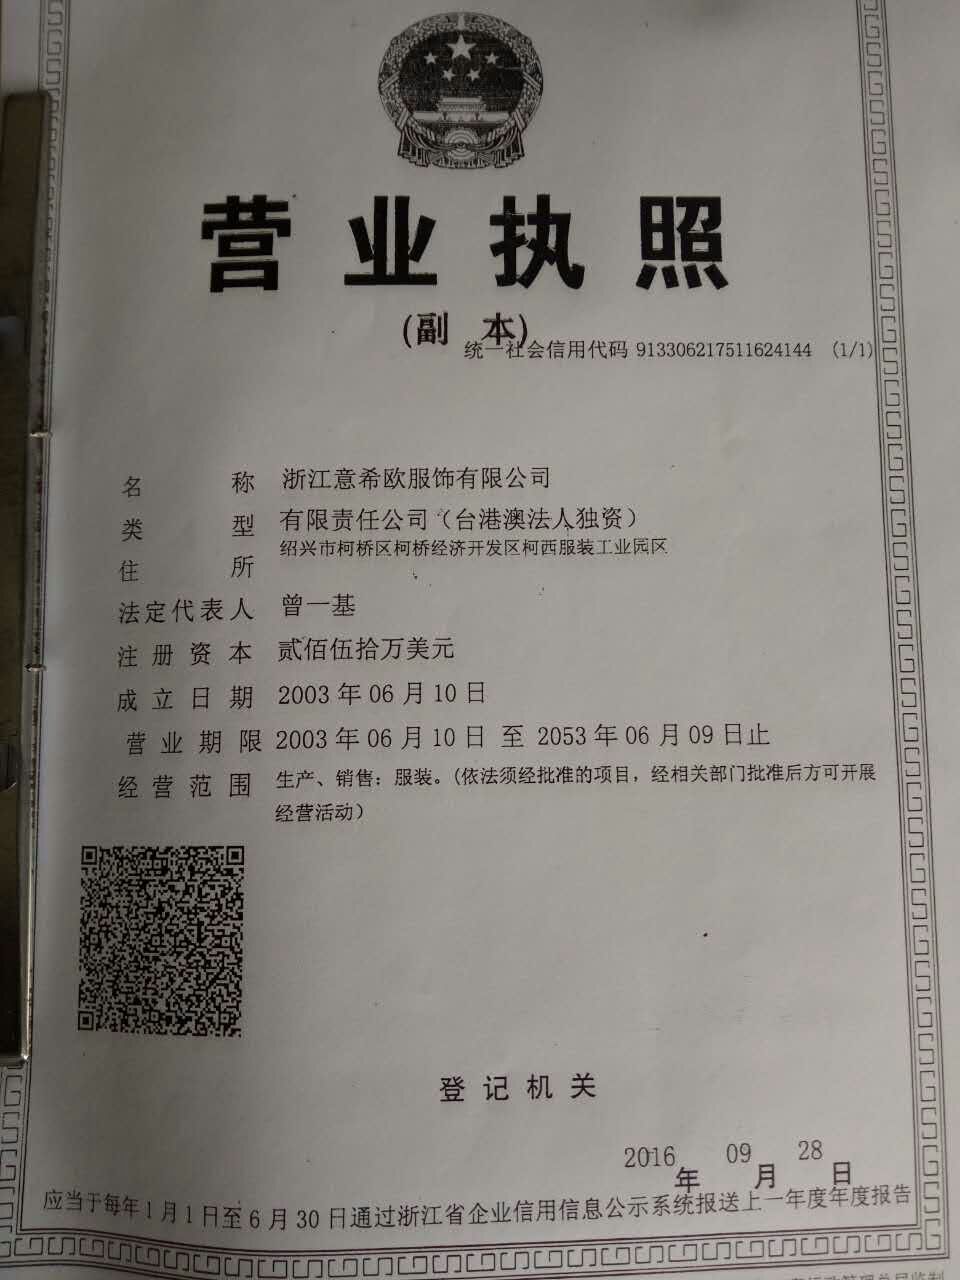 营业执照
(副 本)
统一社会信用代码 913306217511624144 (1/1)
名 称 浙江意希欧服饰有限公司
类 型 有限责任公司（台港澳法人独资）
住 所 绍兴市柯桥区柯桥经济开发区柯西服装工业园区
法定代表人 曾一基
注册资本 贰佰伍拾万美元
成立日期 2003年06月10日
营业期限 2003年06月10日 至 2053年06月09日止
经营范围 生产、销售：服装。(依法须经批准的项目，经相关部门批准后方可开展
经营活动）
登记机关
2016年09月28日
应当于每年1月1日至6月30日通过浙江省企业信用信息公示系统报送上一年度年度报告